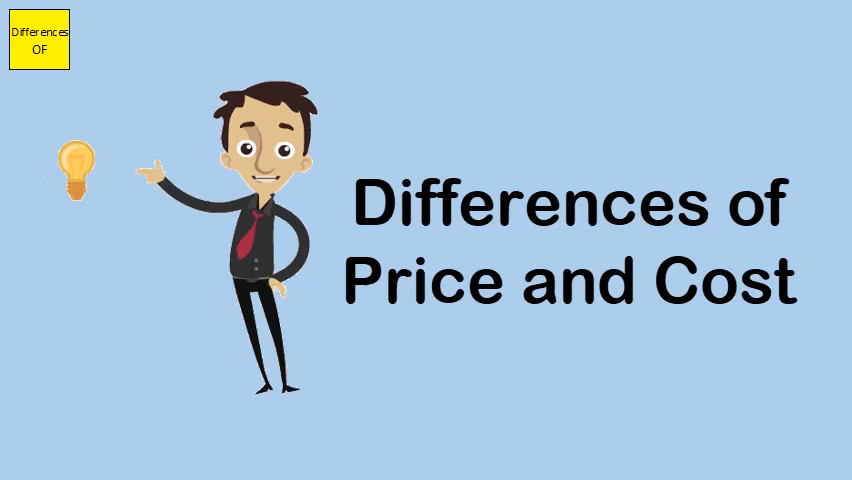 Differences
OF
Differences of
Price and Cost